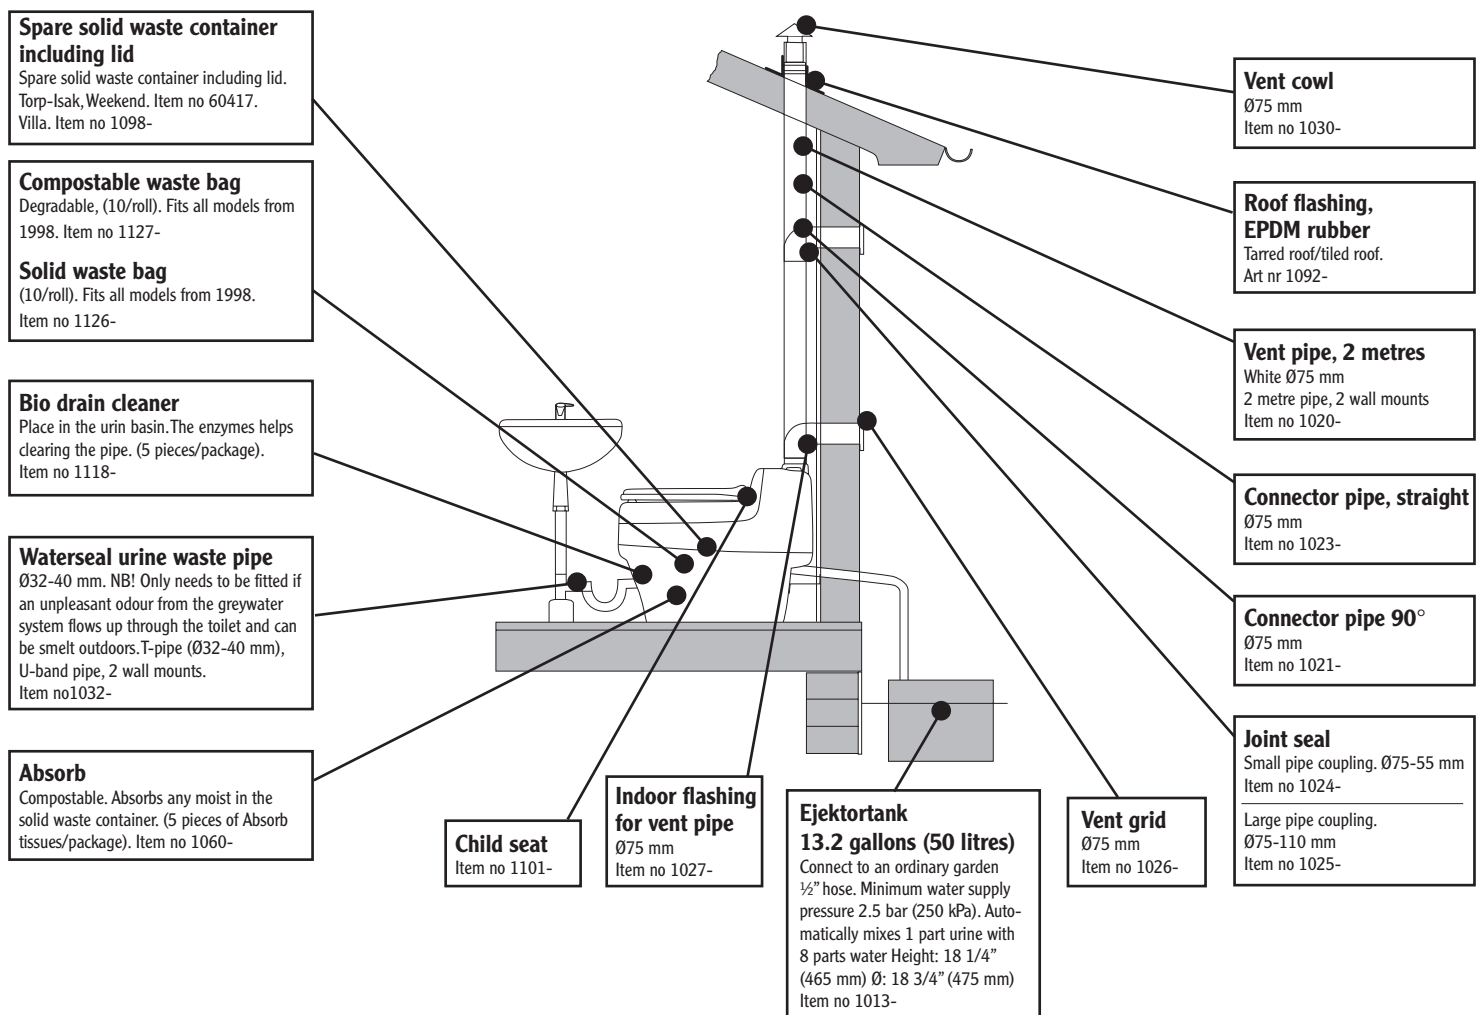 Spare solid waste container
including lid
Spare solid waste container including lid.
Torp-Isak, Weekend. Item no 60417.
Villa. Item no 1098-
Compostable waste bag
Degradable, (10/roll). Fits all models from
1998. Item no 1127-
Solid waste bag
(10/roll). Fits all models from 1998.
Item no 1126-
Bio drain cleaner
Place in the urin basin.The enzymes helps
clearing the pipe. (5 pieces/package).
Item no 1118-
Waterseal urine waste pipe
Ø32-40 mm. NB! Only needs to be fitted if
an unpleasant odour from the greywater
system flows up through the toilet and can
be smelt outdoors.T-pipe (Ø32-40 mm),
U-band pipe, 2 wall mounts.
Item no1032-
Absorb
Compostable. Absorbs any moist in the
solid waste container. (5 pieces of Absorb
tissues/package). Item no 1060-
Child seat
Item no 1101-
Indoor flashing
for vent pipe
Ø75 mm
Item no 1027-
Ejektortank
13.2 gallons (50 litres)
Connect to an ordinary garden
½” hose. Minimum water supply
pressure 2.5 bar (250 kPa). Auto-
matically mixes 1 part urine with
8 parts water Height: 18 1/4”
(465 mm) Ø: 18 3/4” (475 mm)
Item no 1013-
Vent grid
Ø75 mm
Item no 1026-
Vent cowl
Ø75 mm
Item no 1030-
Roof flashing,
EPDM rubber
Tarred roof/tiled roof.
Art nr 1092-
Vent pipe, 2 metres
White Ø75 mm
2 metre pipe, 2 wall mounts
Item no 1020-
Connector pipe, straight
Ø75 mm
Item no 1023-
Connector pipe 90°
Ø75 mm
Item no 1021-
Joint seal
Small pipe coupling. Ø75-55 mm
Item no 1024-
Large pipe coupling.
Ø75-110 mm
Item no 1025-